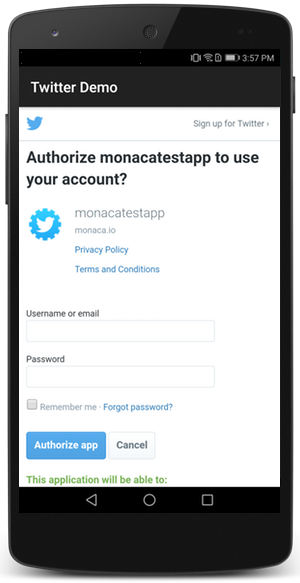 3:57 PM
Twitter Demo
Sign up for Twitter ›
Authorize monacatestapp to use
your account?
monacatestapp
monaca.io
Privacy Policy
Terms and Conditions
Username or email
Password
Remember me · Forgot password?
Authorize app
Cancel
This application will be able to: